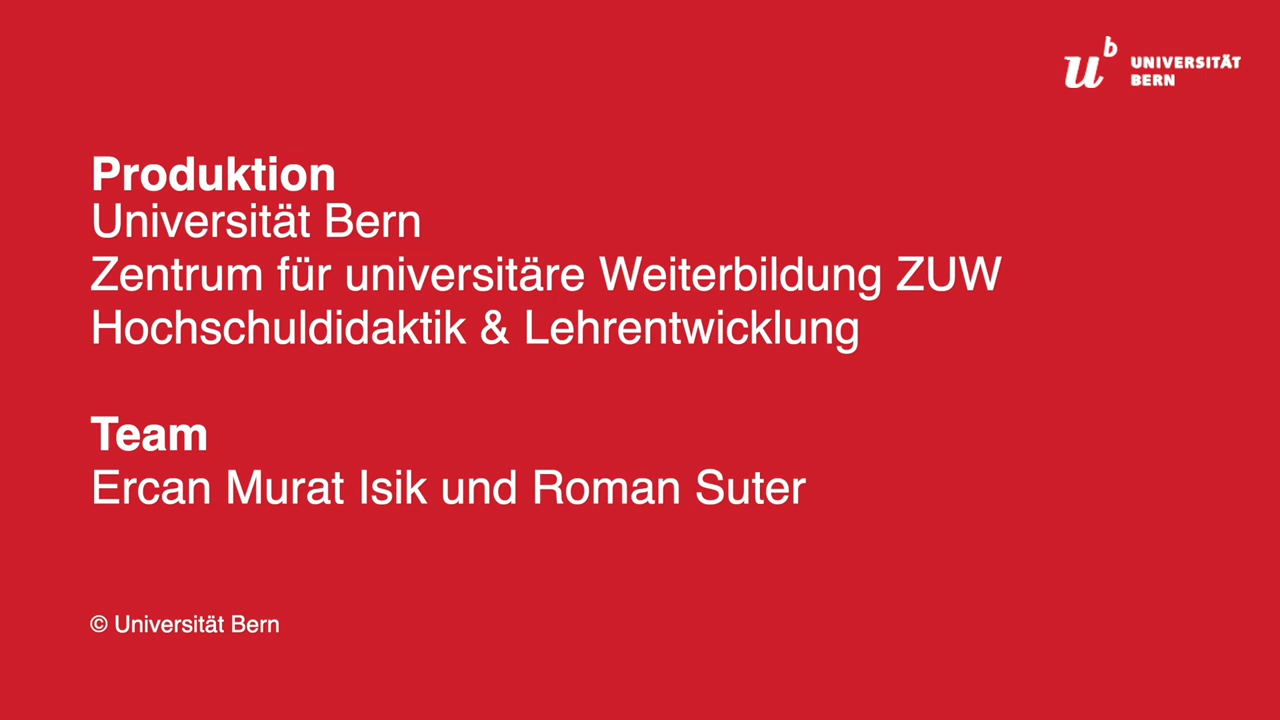 u^b UNIVERSITÄT
BERN
Produktion
Universität Bern
Zentrum für universitäre Weiterbildung ZUW
Hochschuldidaktik & Lehrentwicklung
Team
Ercan Murat Isik und Roman Suter
© Universität Bern